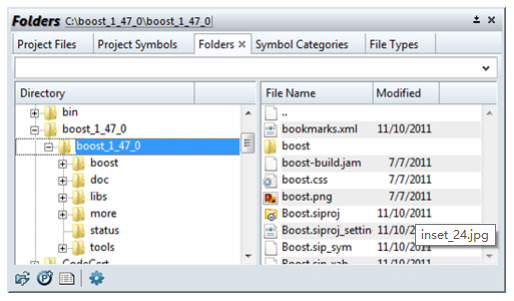 Folders C:\boost_1_47_0\boost_1_47_0\
Project Files Project Symbols Folders Symbol Categories File Types
Directory
bin
boost_1_47_0
boost_1_47_0
boost
doc
libs
more
status
tools
CodeCert
File Name Modified
..
bookmarks.xml 11/10/2011
boost
boost-build.jam 7/7/2011
boost.css 7/7/2011
boost.png 7/7/2011
Boost.siproj 11/10/2011
Boost.siproj_settin 11/10/20
Boost.sip_sym 11/10/2011
Boost.sip_xab 11/10/2011
inset_24.jpg